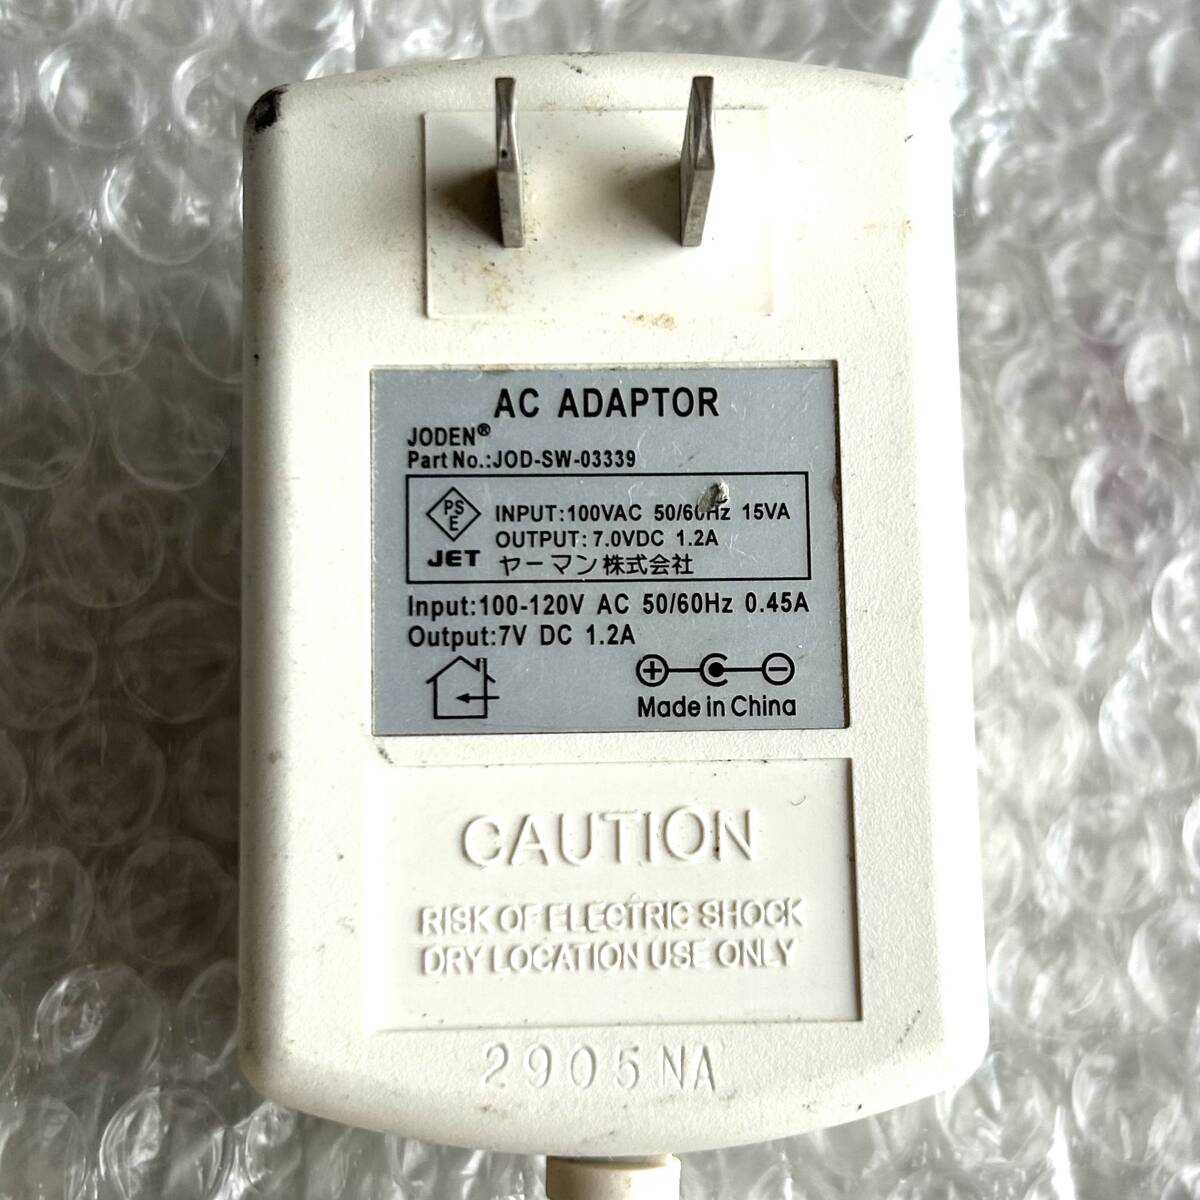 AC ADAPTOR
JODEN®
Part No.:JOD-SW-03339
PS
E
JET
INPUT:100VAC 50/60Hz 15VA
OUTPUT:7.0VDC 1.2A
ヤーマン株式会社
Input:100-120V AC 50/60Hz 0.45A
Output:7V DC 1.2A
Made in China
CAUTION
RISK OF ELECTRIC SHOCK
DRY LOCATION USE ONLY
2905NA